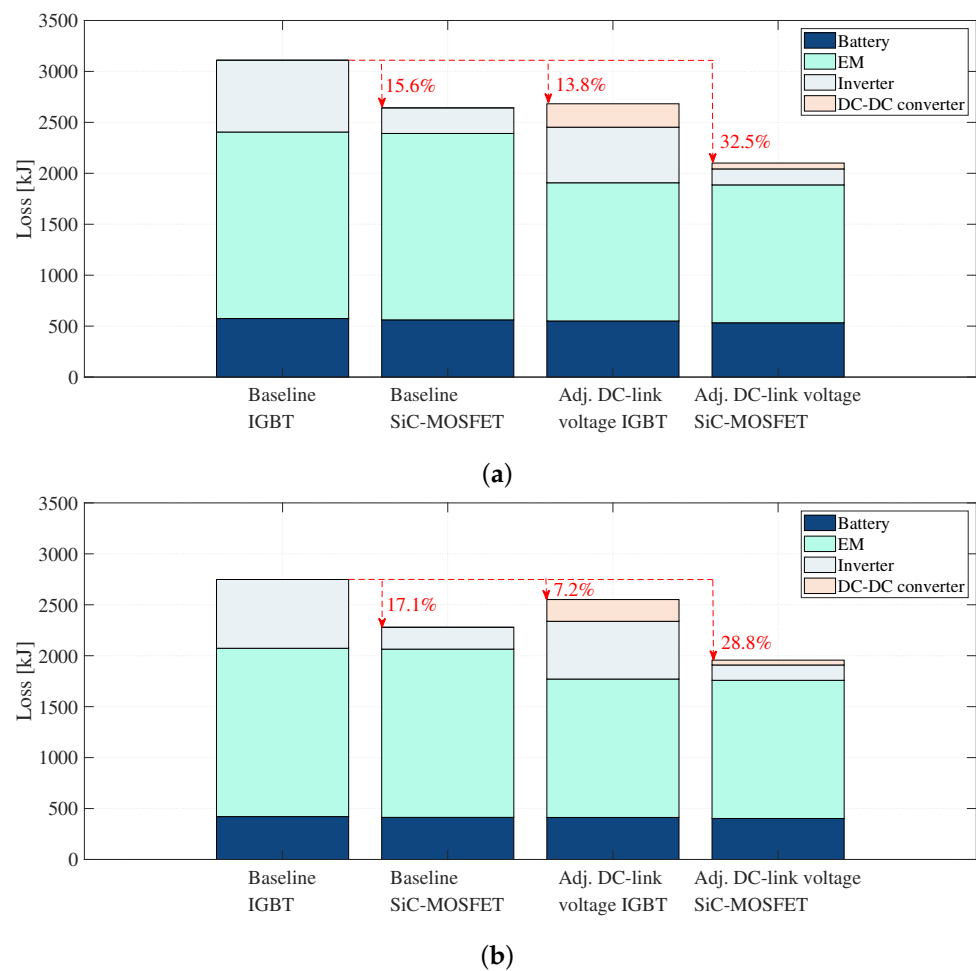 3500
3000
2500
2000
1500
1000
500
0
Loss [kJ]
Battery
EM
Inverter
DC-DC converter
15.6%
13.8%
32.5%
Baseline
IGBT
Baseline
SiC-MOSFET
Adj. DC-link
voltage IGBT
Adj. DC-link voltage
SiC-MOSFET
(a)
3500
3000
2500
2000
1500
1000
500
0
Loss [kJ]
Battery
EM
Inverter
DC-DC converter
17.1%
7.2%
28.8%
Baseline
IGBT
Baseline
SiC-MOSFET
Adj. DC-link
voltage IGBT
Adj. DC-link voltage
SiC-MOSFET
(b)